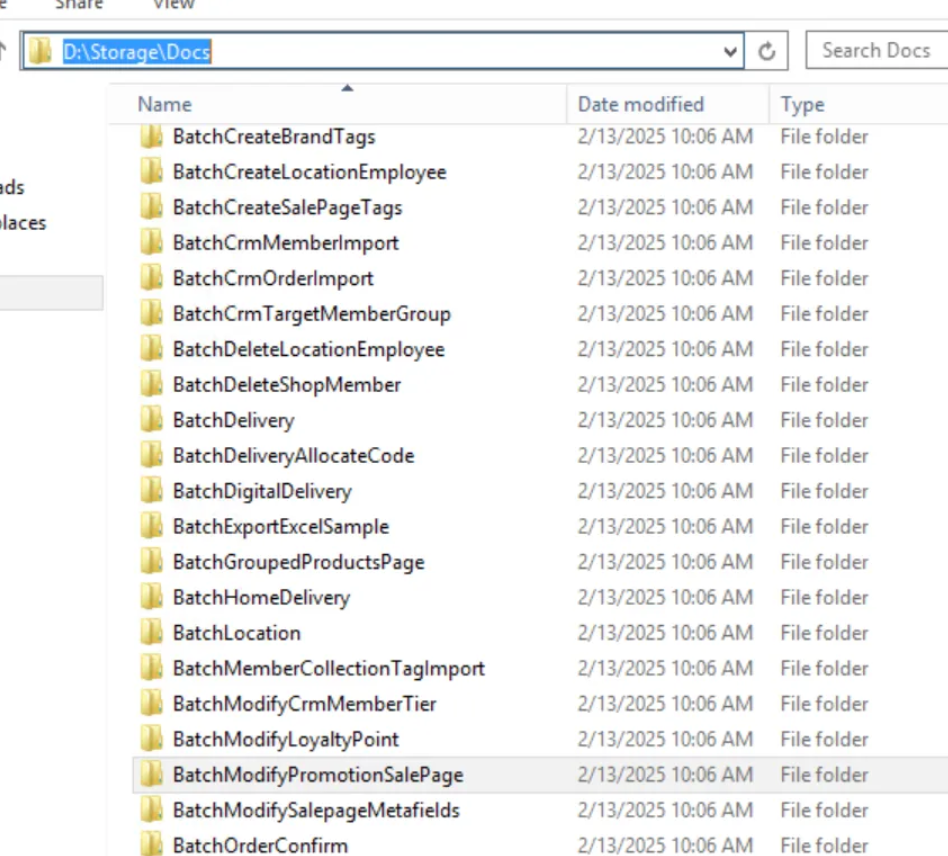 Share View
D:\Storage\Docs Search Docs
Name Date modified Type
BatchCreateBrandTags 2/13/2025 10:06 AM File folder
ads
BatchCreateLocationEmployee 2/13/2025 10:06 AM File folder
BatchCreateSalePageTags 2/13/2025 10:06 AM File folder
laces
BatchCrmMemberImport 2/13/2025 10:06 AM File folder
BatchCrmOrderImport 2/13/2025 10:06 AM File folder
BatchCrmTargetMemberGroup 2/13/2025 10:06 AM File folder
BatchDeleteLocationEmployee 2/13/2025 10:06 AM File folder
BatchDeleteShopMember 2/13/2025 10:06 AM File folder
BatchDelivery 2/13/2025 10:06 AM File folder
BatchDeliveryAllocateCode 2/13/2025 10:06 AM File folder
BatchDigitalDelivery 2/13/2025 10:06 AM File folder
BatchExportExcelSample 2/13/2025 10:06 AM File folder
BatchGroupedProductsPage 2/13/2025 10:06 AM File folder
BatchHomeDelivery 2/13/2025 10:06 AM File folder
BatchLocation 2/13/2025 10:06 AM File folder
BatchMemberCollectionTagImport 2/13/2025 10:06 AM File folder
BatchModifyCrmMemberTier 2/13/2025 10:06 AM File folder
BatchModifyLoyaltyPoint 2/13/2025 10:06 AM File folder
BatchModifyPromotionSalePage 2/13/2025 10:06 AM File folder
BatchModifySalepageMetafields 2/13/2025 10:06 AM File folder
BatchOrderConfirm 2/13/2025 10:06 AM File folder